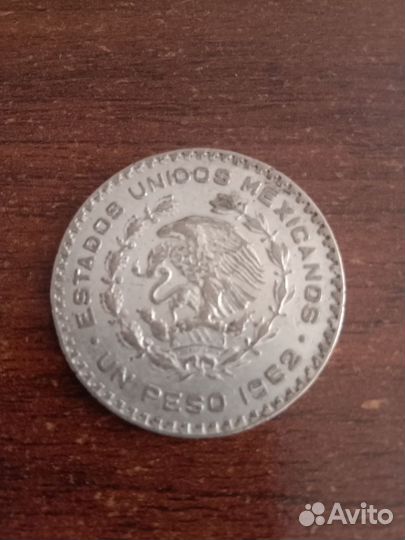 ESTADOS UNIDOS MEXICANOS
UN PESO 1962
Avito